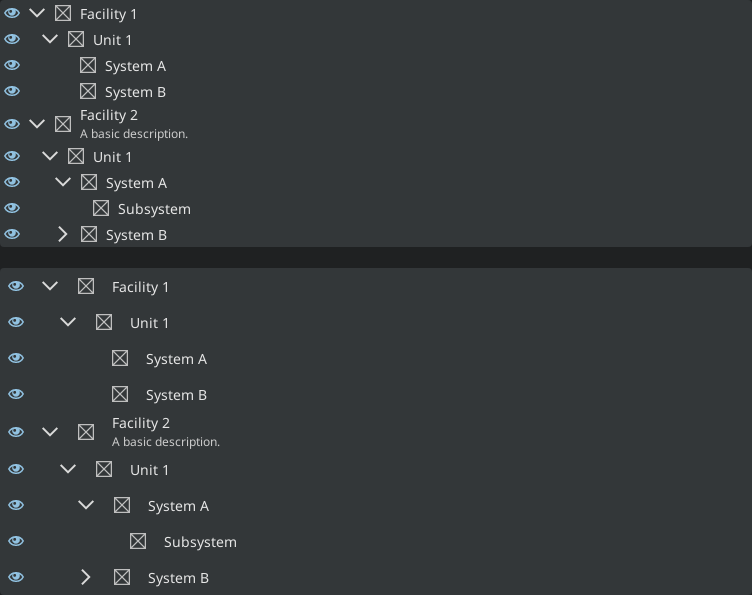 Facility 1
Unit 1
System A
System B
Facility 2
A basic description.
Unit 1
System A
Subsystem
System B
Facility 1
Unit 1
System A
System B
Facility 2
A basic description.
Unit 1
System A
Subsystem
System B